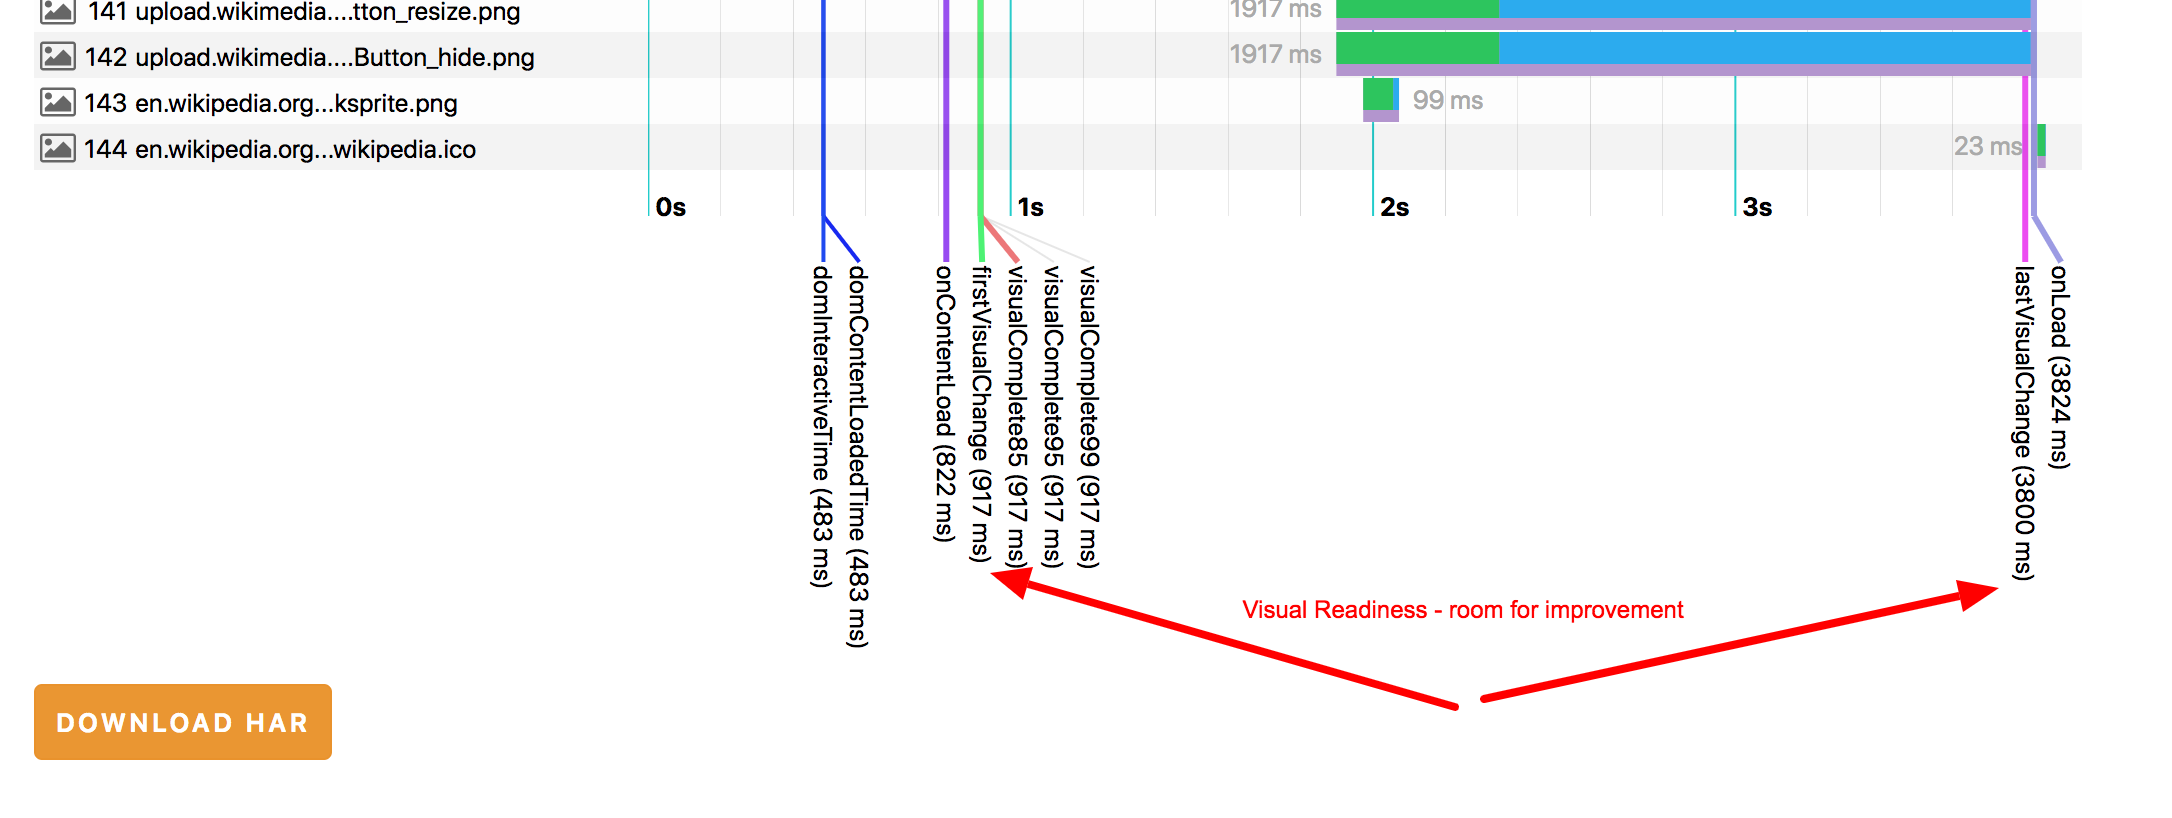 141 upload.wikimedia....tton_resize.png
1917 ms
142 upload.wikimedia....Button_hide.png
1917 ms
143 en.wikipedia.org...ksprite.png
99 ms
144 en.wikipedia.org...wikipedia.ico
23 ms
0s
1s
2s
3s
domInteractiveTime (483 ms)
domContentLoadedTime (483 ms)
onContentLoad (822 ms)
firstVisualChange (917 ms)
visualComplete85 (917 ms)
visualComplete95 (917 ms)
visualComplete99 (917 ms)
lastVisualChange (3800 ms)
onLoad (3824 ms)
Visual Readiness - room for improvement
DOWNLOAD HAR